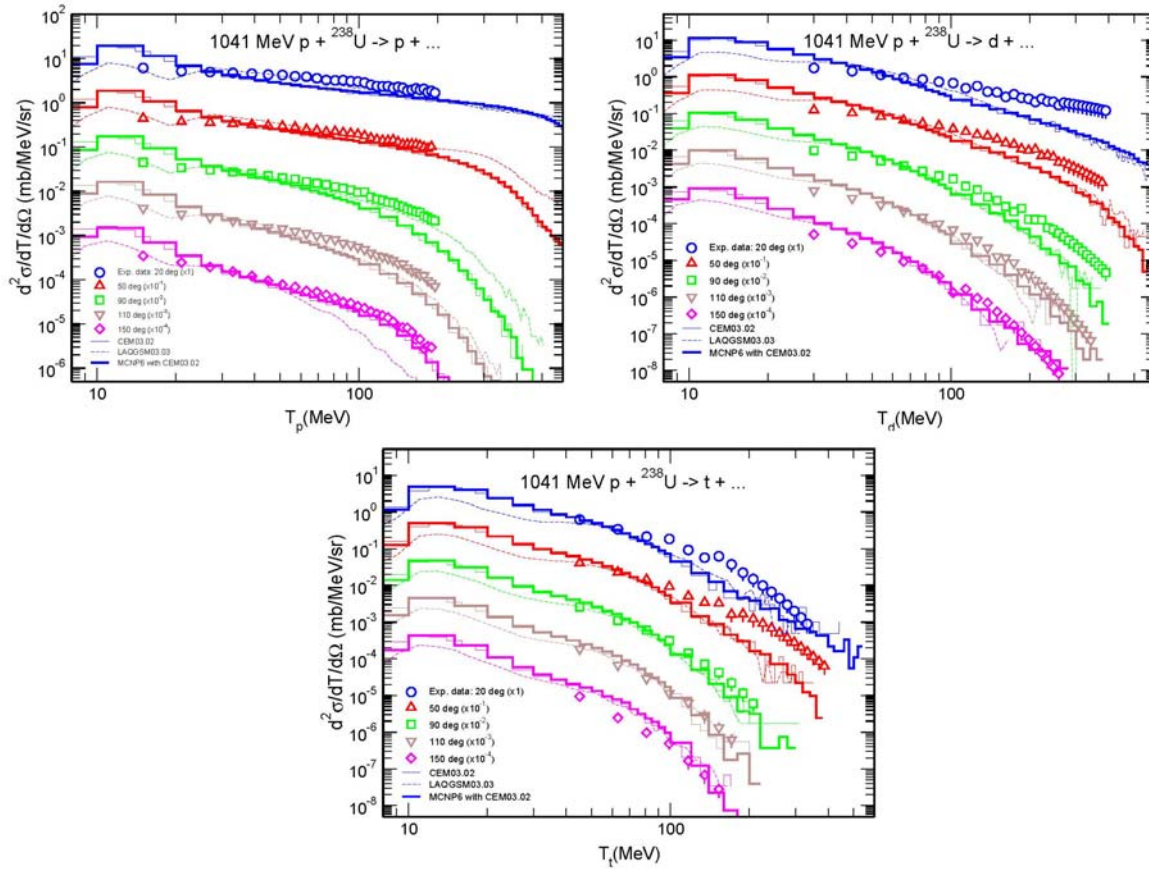 1041 MeV p + ²³⁸U -> p + ...
d²σ/dT/dΩ (mb/MeV/sr)
10²
10¹
10⁰
10⁻¹
10⁻²
10⁻³
10⁻⁴
10⁻⁵
10⁻⁶
Exp. data: 20 deg (x1)
50 deg (x10⁻¹)
90 deg (x10⁻²)
110 deg (x10⁻³)
150 deg (x10⁻⁴)
CEM03.02
LAQGSM03.03
MCNP6 with CEM03.02
10 100
Tₚ(MeV)
1041 MeV p + ²³⁸U -> d + ...
d²σ/dT/dΩ (mb/MeV/sr)
10²
10¹
10⁰
10⁻¹
10⁻²
10⁻³
10⁻⁴
10⁻⁵
10⁻⁶
10⁻⁷
10⁻⁸
Exp. data: 20 deg (x1)
50 deg (x10⁻¹)
90 deg (x10⁻²)
110 deg (x10⁻³)
150 deg (x10⁻⁴)
CEM03.02
LAQGSM03.03
MCNP6 with CEM03.02
10 100
T_d(MeV)
1041 MeV p + ²³⁸U -> t + ...
d²σ/dT/dΩ (mb/MeV/sr)
10¹
10⁰
10⁻¹
10⁻²
10⁻³
10⁻⁴
10⁻⁵
10⁻⁶
10⁻⁷
10⁻⁸
Exp. data: 20 deg (x1)
50 deg (x10⁻¹)
90 deg (x10⁻²)
110 deg (x10⁻³)
150 deg (x10⁻⁴)
CEM03.02
LAQGSM03.03
MCNP6 with CEM03.02
10 100
Tₜ(MeV)